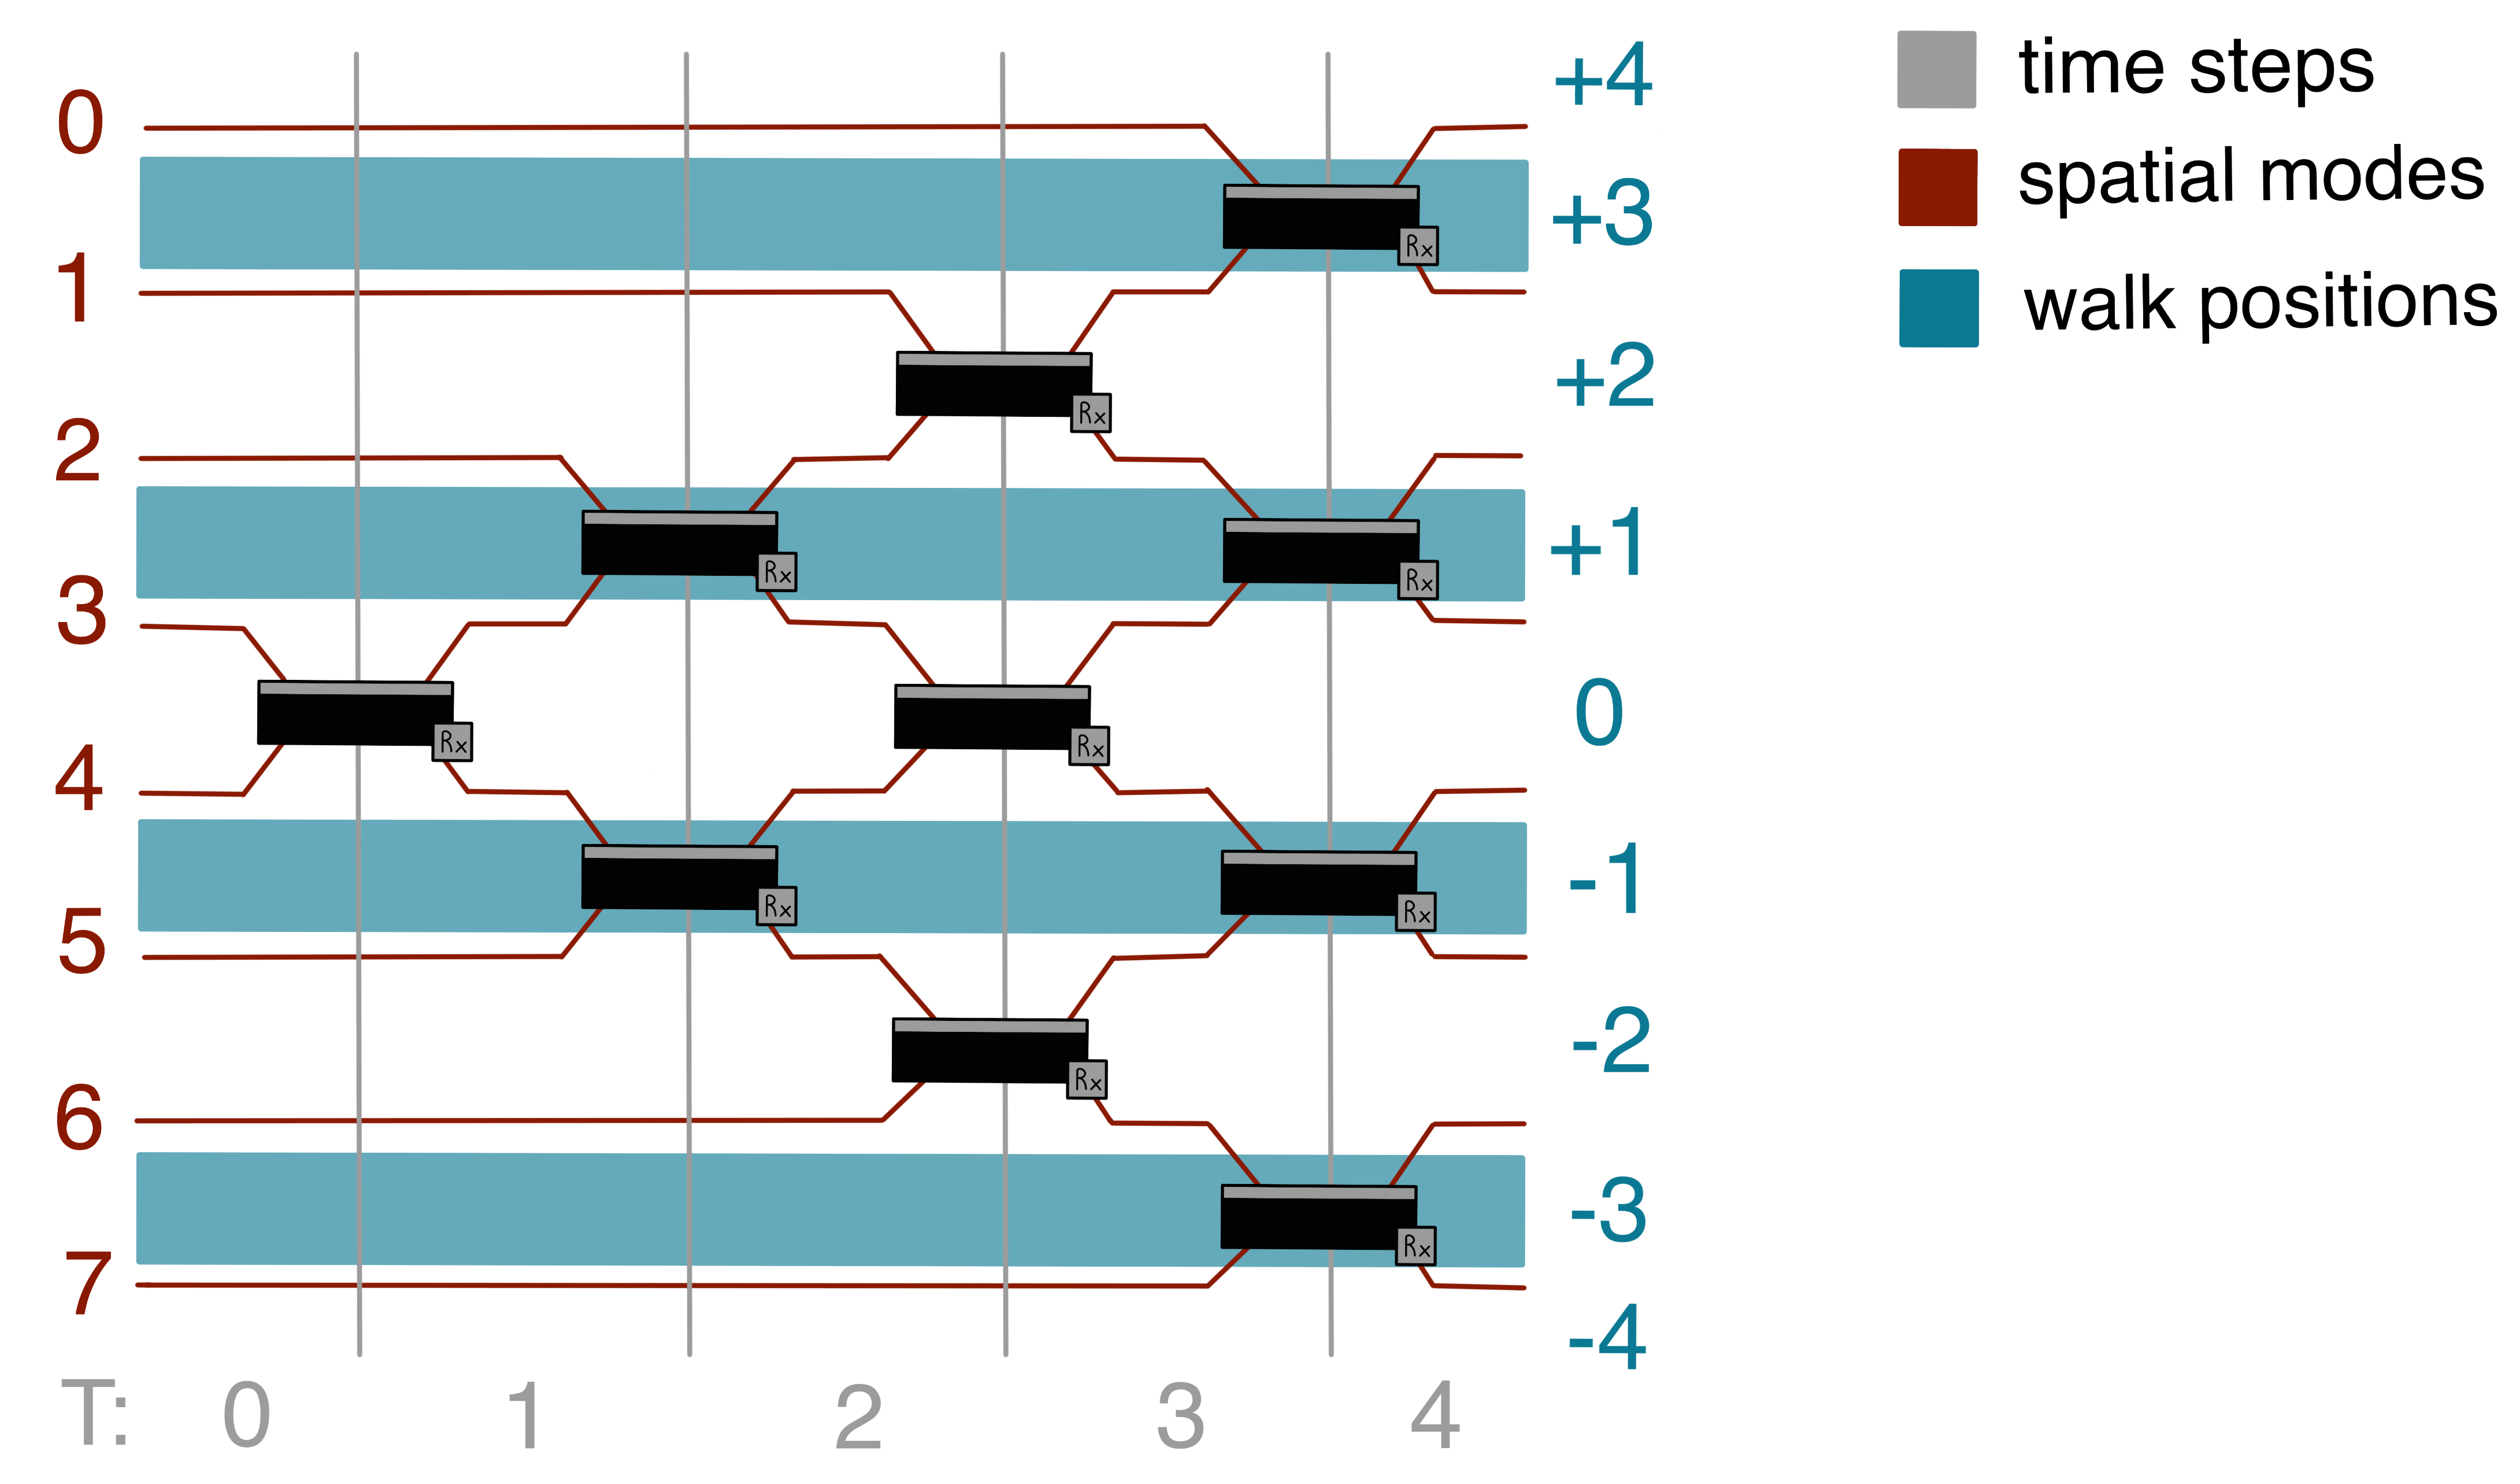 +4
time steps
0
spatial modes
+3
1
walk positions
Rx
+2
Rx
2
+1
Rx
Rx
3
0
Rx
Rx
4
-1
Rx
Rx
5
-2
Rx
6
-3
Rx
7
-4
T: 0 1 2 3 4